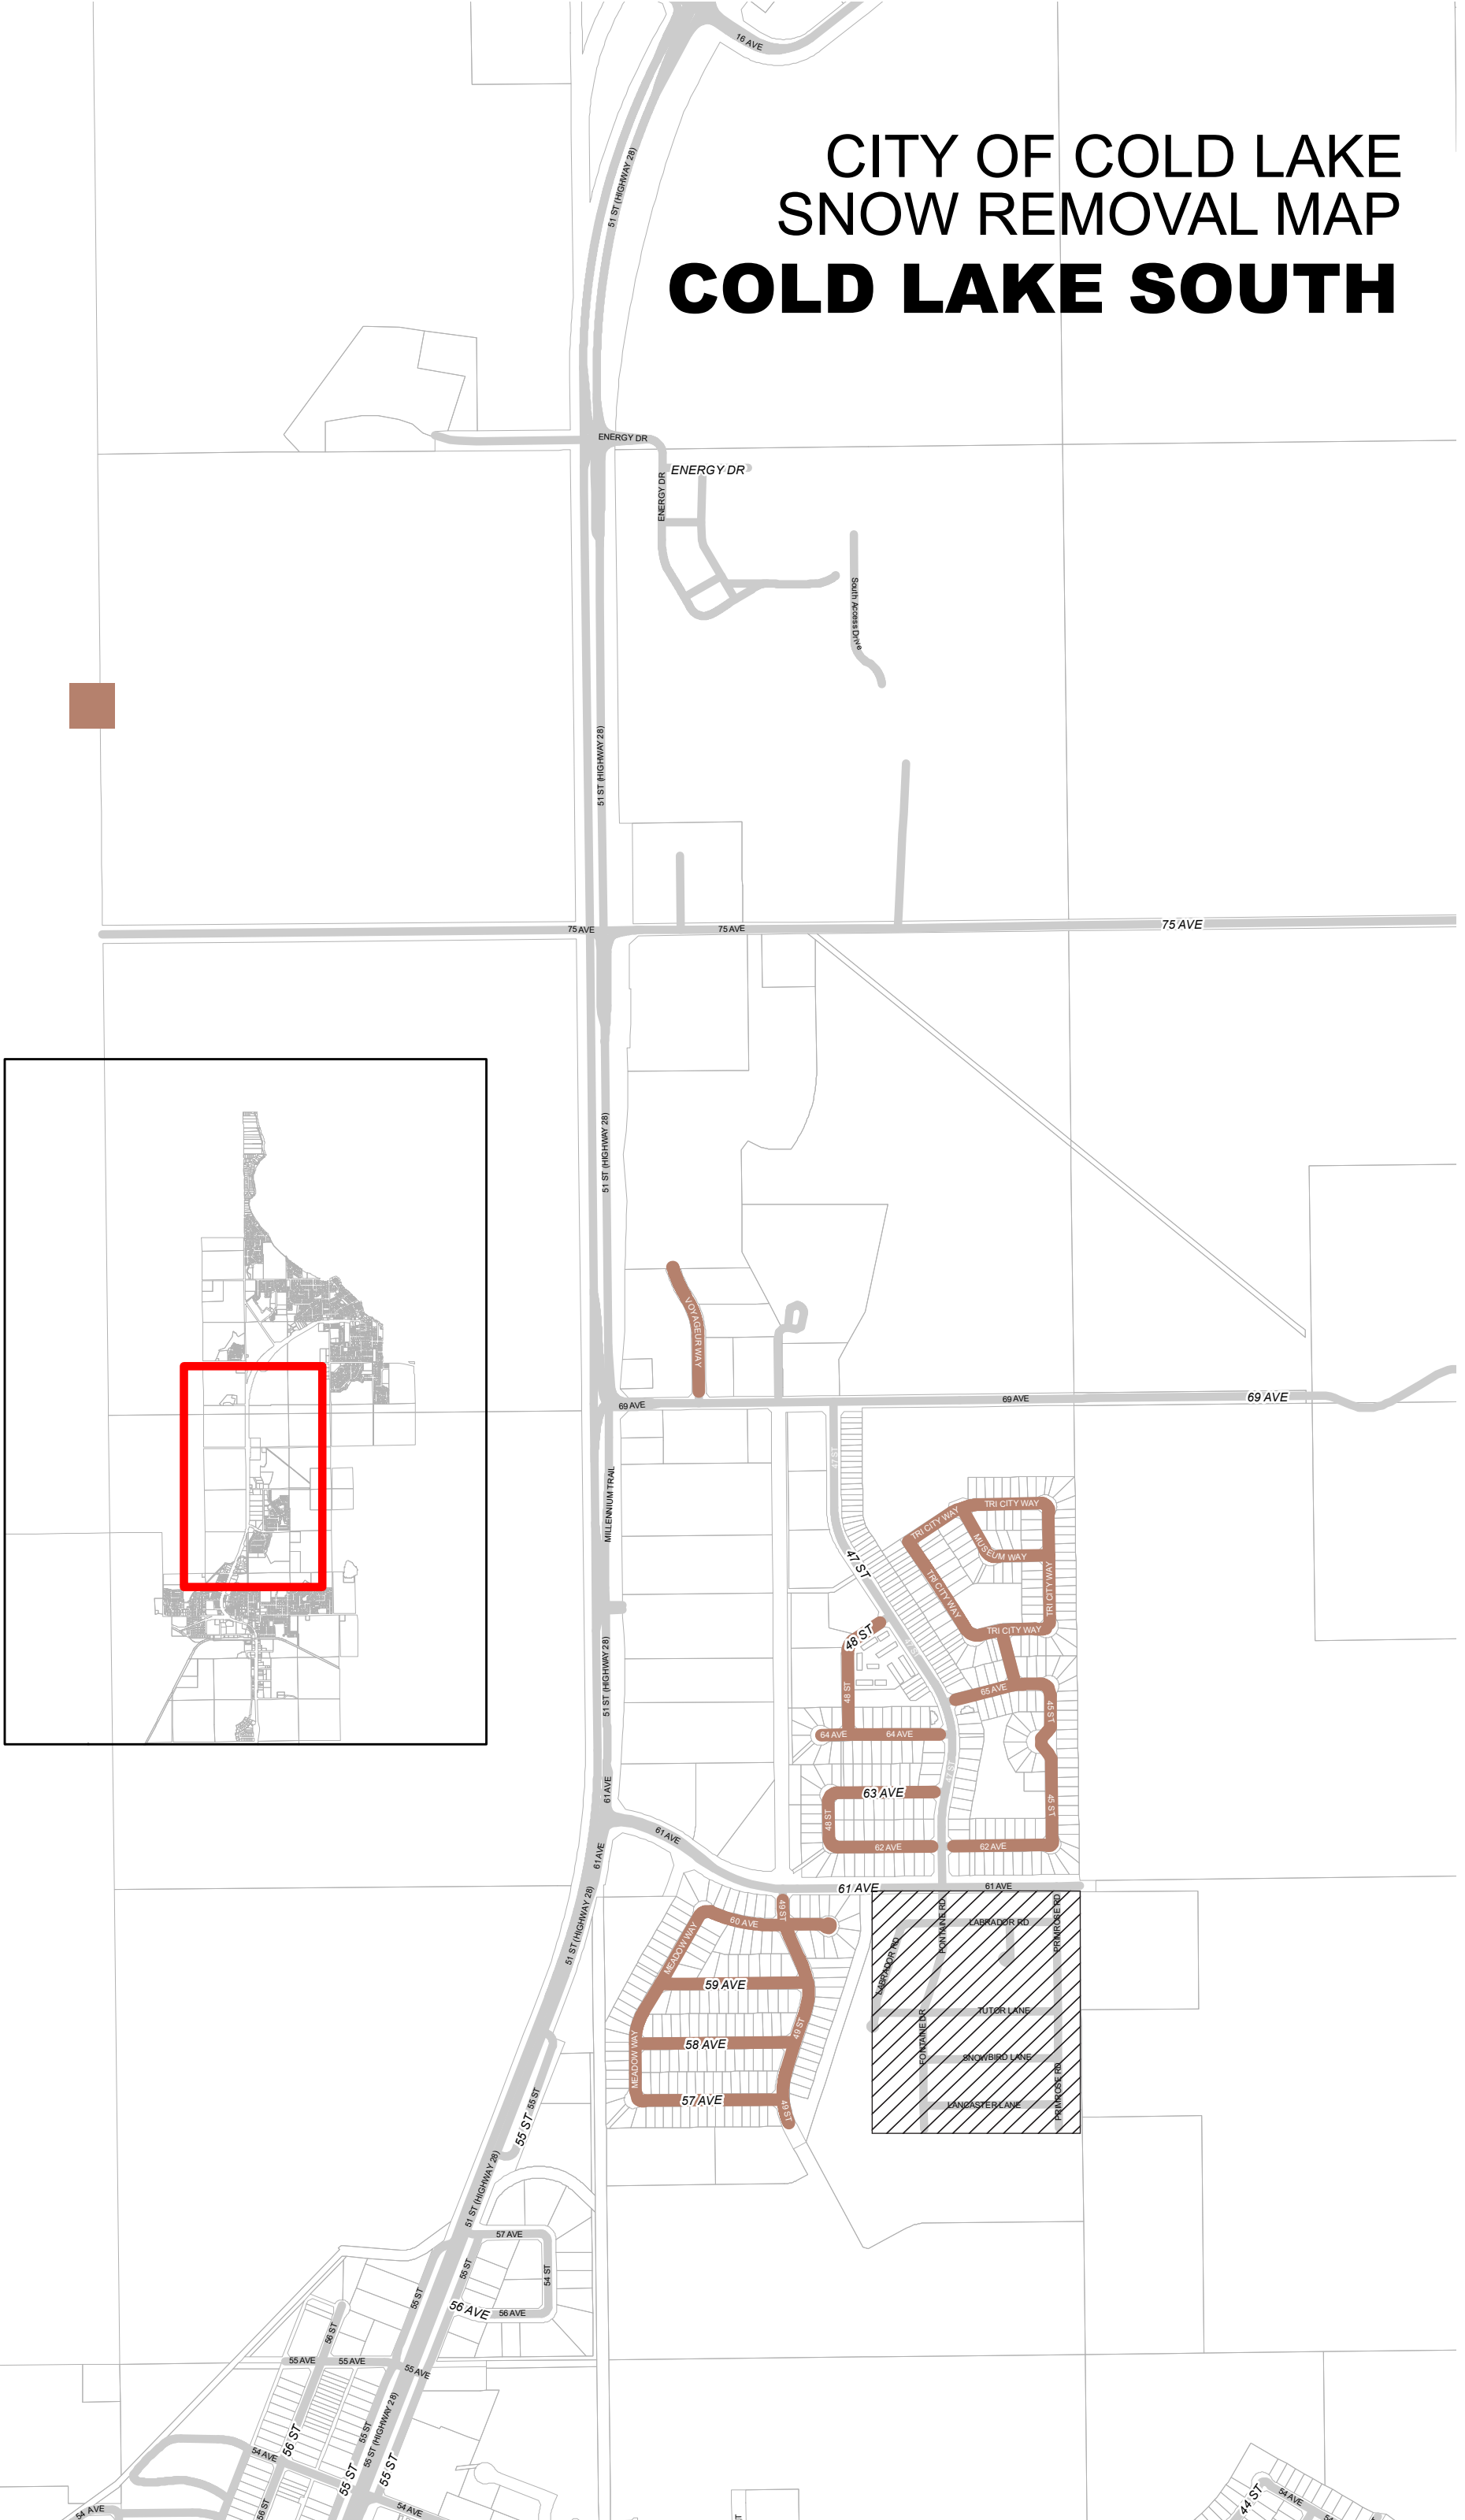 16 AVE
CITY OF COLD LAKE
SNOW REMOVAL MAP
COLD LAKE SOUTH
51 ST (HIGHWAY 28)
ENERGY DR
ENERGY DR
ENERGY DR
South Access Drive
51 ST (HIGHWAY 28)
75 AVE
75 AVE
75 AVE
51 ST (HIGHWAY 28)
VOYAGEUR WAY
69 AVE
69 AVE
69 AVE
47 ST
MILLENNIUM TRAIL
TRI CITY WAY
TRI CITY WAY
MUSEUM WAY
47 ST
TRI CITY WAY
TRI CITY WAY
TRI CITY WAY
48 ST
47 ST
51 ST (HIGHWAY 28)
48 ST
65 AVE
45 ST
64 AVE
64 AVE
47 ST
61 AVE
63 AVE
45 ST
48 ST
61 AVE
62 AVE
62 AVE
61 AVE
61 AVE
61 AVE
51 ST (HIGHWAY 28)
49 ST
60 AVE
MEADOW WAY
LABRADOR RD
FONTAINE RD
PRIMROSE RD
LABRADOR RD
59 AVE
TUTOR LANE
49 ST
58 AVE
FONTAINE DR
SNOWBIRD LANE
MEADOW WAY
57 AVE
49 ST
LANCASTER LANE
PRIMROSE RD
55 ST
55 ST
51 ST (HIGHWAY 28)
57 AVE
55 ST
54 ST
55 ST
56 AVE
56 AVE
56 ST
55 AVE
55 AVE
55 AVE
55 ST
55 ST (HIGHWAY 28)
56 ST
54 AVE
55 ST
55 ST
56 ST
54 AVE
54 AVE
44 ST
54 AVE